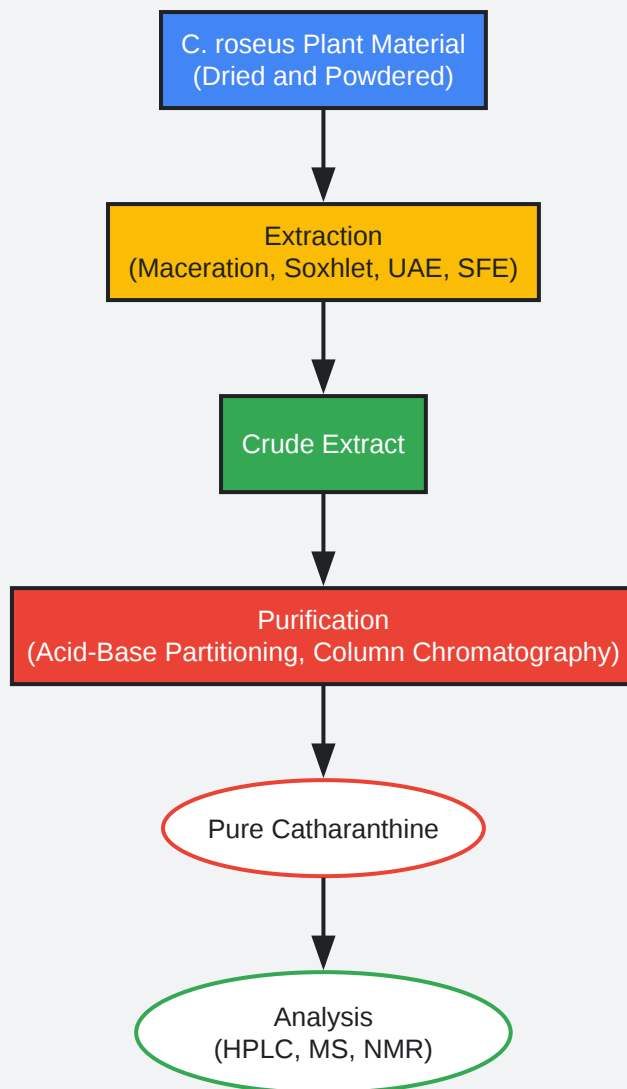 C. roseus Plant Material
(Dried and Powdered)
Extraction
(Maceration, Soxhlet, UAE, SFE)
Crude Extract
Purification
(Acid-Base Partitioning, Column Chromatography)
Pure Catharanthine
Analysis
(HPLC, MS, NMR)